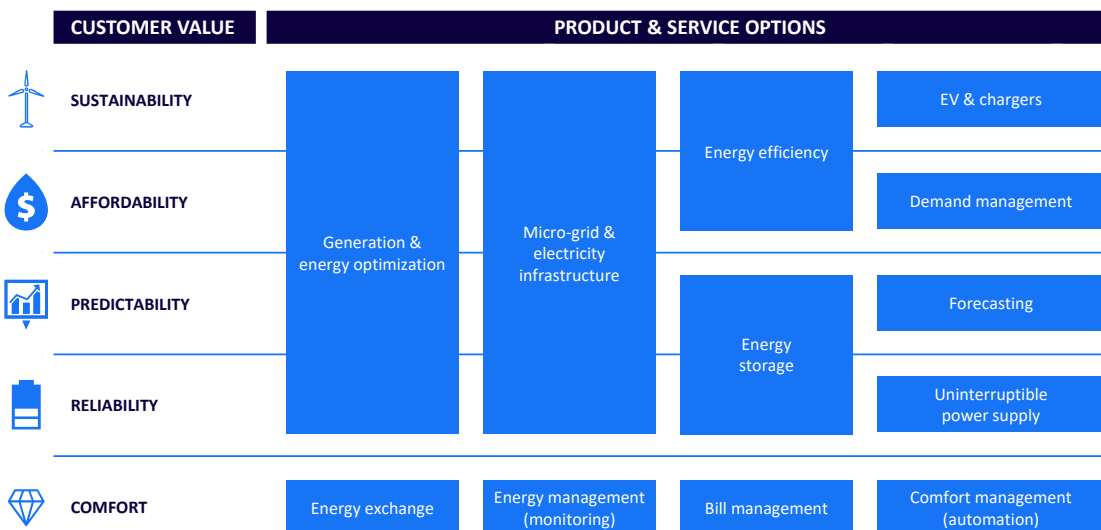 CUSTOMER VALUE
PRODUCT & SERVICE OPTIONS
SUSTAINABILITY
EV & chargers
Energy efficiency
$
AFFORDABILITY
Demand management
Generation &
energy optimization
Micro-grid &
electricity
infrastructure
PREDICTABILITY
Forecasting
Energy
storage
RELIABILITY
Uninterruptible
power supply
COMFORT
Energy exchange
Energy management
(monitoring)
Bill management
Comfort management
(automation)